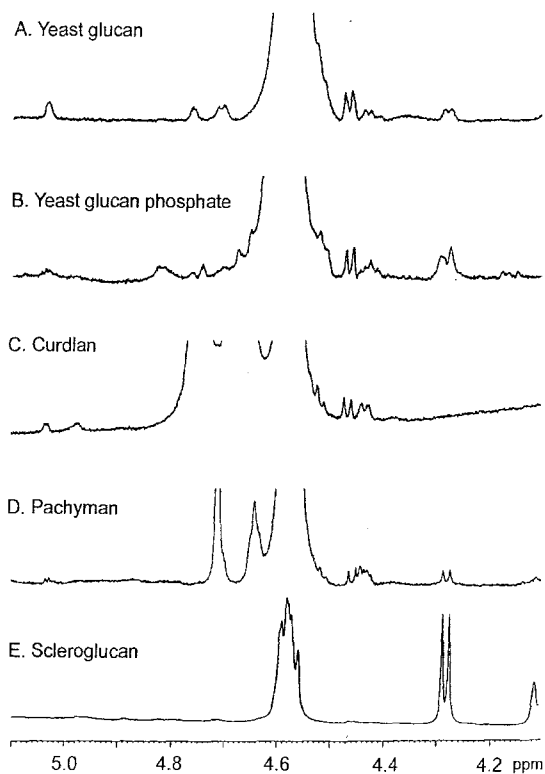 A. Yeast glucan
B. Yeast glucan phosphate
C. Curdlan
D. Pachyman
E. Scleroglucan
5.0 4.8 4.6 4.4 4.2 ppm